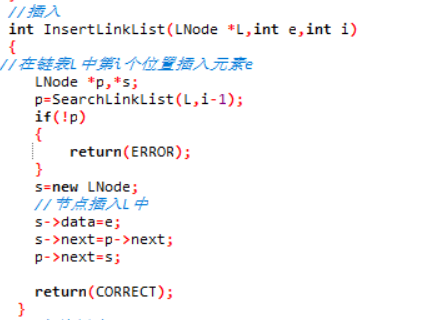 //插入
int InsertLinkList(LNode *L,int e,int i)
{
//在链表L中第i个位置插入元素e
LNode *p,*s;
p=SearchLinkList(L,i-1);
if(!p)
{
return(ERROR);
}
s=new LNode;
//节点插入L中
s->data=e;
s->next=p->next;
p->next=s;
return(CORRECT);
}